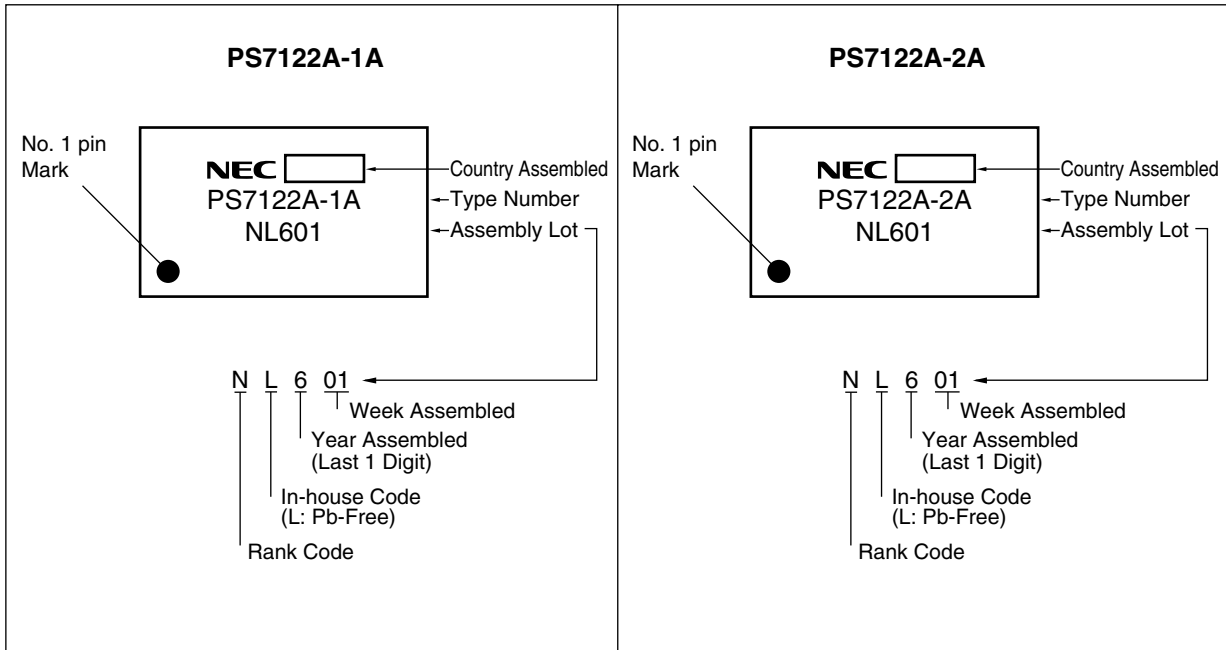 PS7122A-1A
No. 1 pin
Mark
NEC
Country Assembled
PS7122A-1A
Type Number
NL601
Assembly Lot
N L 6 01
Week Assembled
Year Assembled
(Last 1 Digit)
In-house Code
(L: Pb-Free)
Rank Code
PS7122A-2A
No. 1 pin
Mark
NEC
Country Assembled
PS7122A-2A
Type Number
NL601
Assembly Lot
N L 6 01
Week Assembled
Year Assembled
(Last 1 Digit)
In-house Code
(L: Pb-Free)
Rank Code